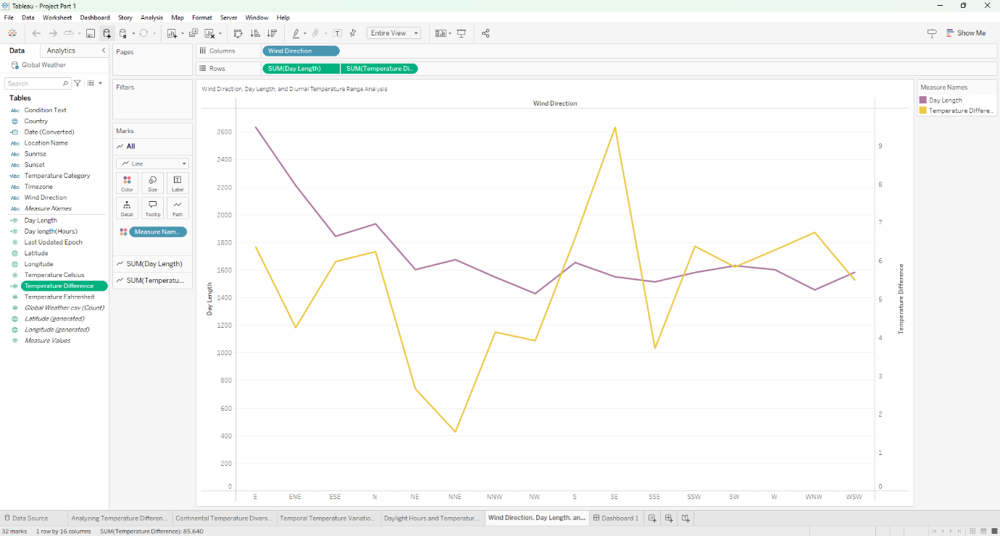 Tableau - Project Part 1
File Data Worksheet Dashboard Story Analysis Map Format Server Window Help
Entire View
Show Me
Data Analytics
Global Weather
Search
Tables
Abc Condition Text
Country
Date (Converted)
Abc Location Name
Abc Sunrise
Abc Sunset
Abc Temperature Category
Abc Timezone
Abc Wind Direction
Abc Measure Names
Day Length
Day length(Hours)
Last Updated Epoch
Latitude
Longitude
Temperature Celsius
Temperature Difference
Temperature Fahrenheit
Global Weather.csv (Count)
Latitude (generated)
Longitude (generated)
Measure Values
Pages
Filters
Marks
All
Line
Color Size Label
Detail Tooltip Path
Measure Nam..
SUM(Day Length)
SUM(Temperatu...
Columns Wind Direction
Rows SUM(Day Length) SUM(Temperature Di..
Wind Direction, Day Length, and Diurnal Temperature Range Analysis
Wind Direction
Day Length
2600
2400
2200
2000
1800
1600
1400
1200
1000
800
600
400
200
0
9
8
7
6
5
4
3
2
1
0
Temperature Difference
E ENE ESE N NE NNE NNW NW S SE SSE SSW SW W WNW WSW
Measure Names
Day Length
Temperature Differe..
Data Source Analyzing Temperature Differen... Continental Temperature Divers... Temporal Temperature Variatio... Daylight Hours and Temperatur... Wind Direction, Day Length, an... Dashboard 1
32 marks 1 row by 16 columns SUM(Temperature Difference): 85.640